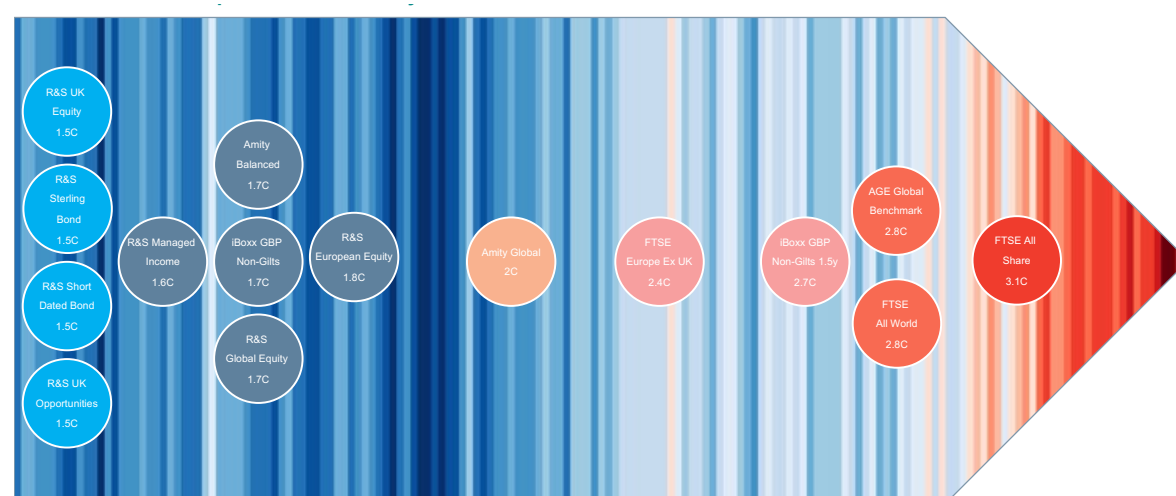 R&S UK
Equity
1.5C
R&S
Sterling
Bond
1.5C
R&S Short
Dated Bond
1.5C
R&S UK
Opportunities
1.5C
R&S Managed
Income
1.6C
Amity
Balanced
1.7C
iBoxx GBP
Non-Gilts
1.7C
R&S
Global Equity
1.7C
R&S
European Equity
1.8C
Amity Global
2C
FTSE
Europe Ex UK
2.4C
iBoxx GBP
Non-Gilts 1.5y
2.7C
AGE Global
Benchmark
2.8C
FTSE
All World
2.8C
FTSE All
Share
3.1C